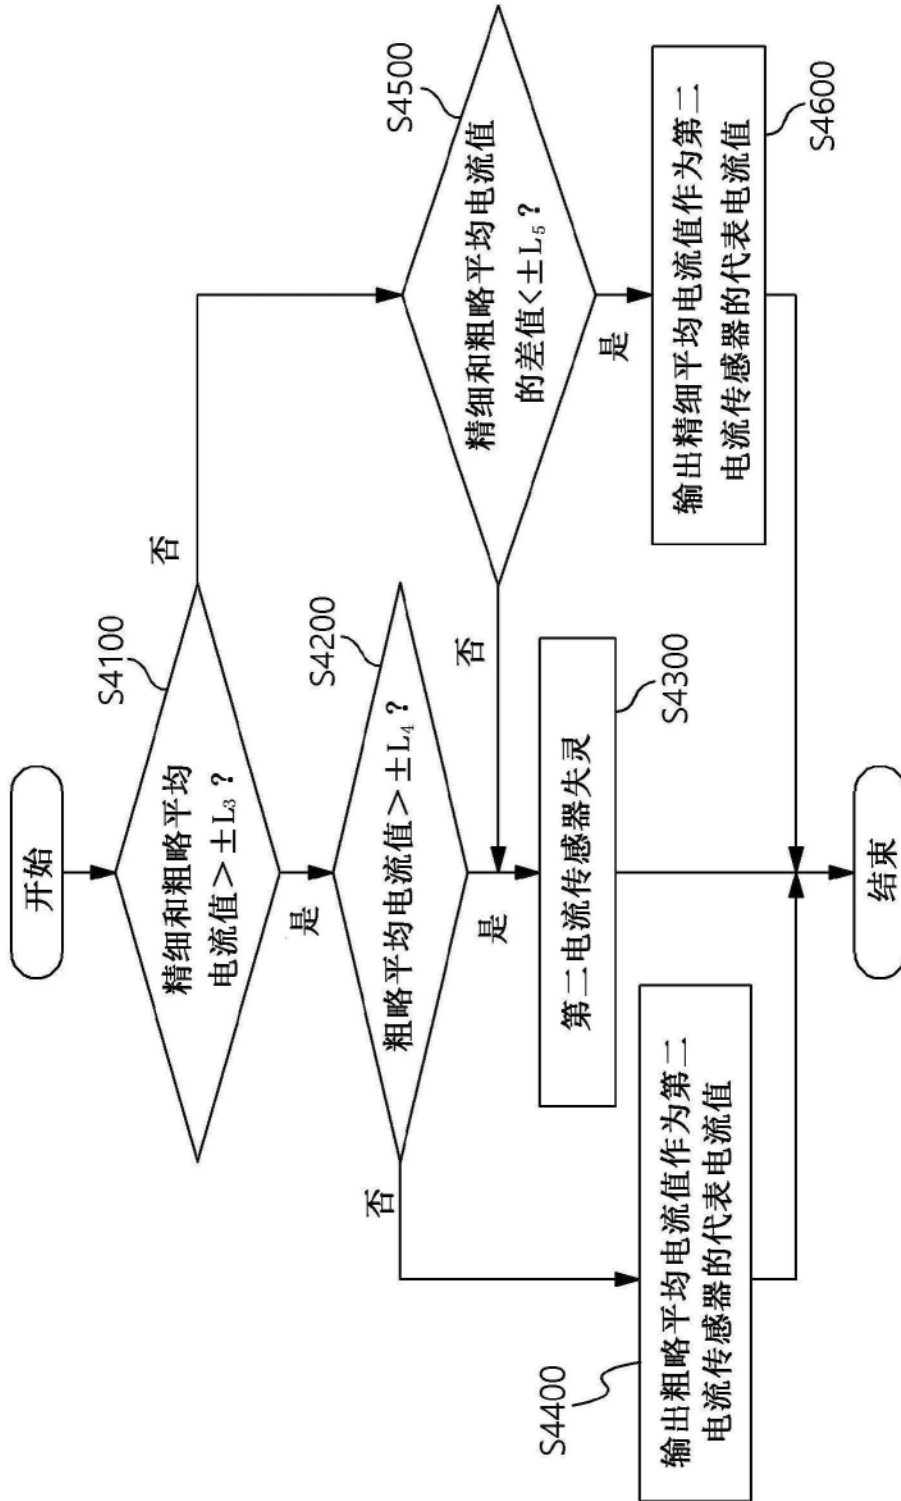 开始
S4100
精细和粗略平均
电流值>±L₃？
否
是
S4200
粗略平均电流值>±L₄？
否
是
S4300
第二电流传感器失灵
S4400
输出粗略平均电流值作为第二
电流传感器的代表电流值
S4500
精细和粗略平均电流值
的差值<±L₅？
否
是
S4600
输出精细平均电流值作为第二
电流传感器的代表电流值
结束